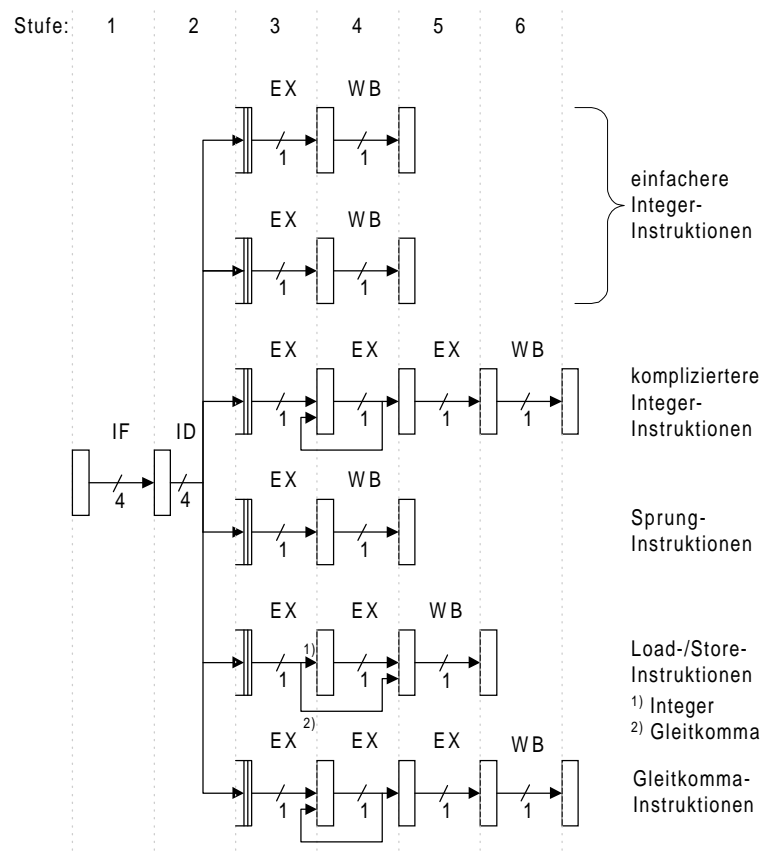 Stufe: 1 2 3 4 5 6
EX WB
1 1
einfachere
Integer-
Instruktionen
EX WB
1 1
EX EX EX WB
1 1 1 1
kompliziertere
Integer-
Instruktionen
IF ID
4 4
EX WB
1 1
Sprung-
Instruktionen
EX EX WB
1) 
1 1 1
2)
Load-/Store-
Instruktionen
1) Integer
2) Gleitkomma
EX EX EX WB
1 1 1 1
Gleitkomma-
Instruktionen